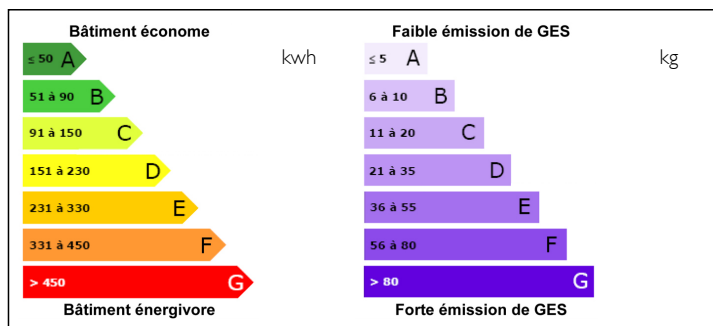 Bâtiment économe
≤ 50 A
kwh
51 à 90 B
91 à 150 C
151 à 230 D
231 à 330 E
331 à 450 F
> 450 G
Bâtiment énergivore
Faible émission de GES
≤ 5 A
kg
6 à 10 B
11 à 20 C
21 à 35 D
36 à 55 E
56 à 80 F
> 80 G
Forte émission de GES